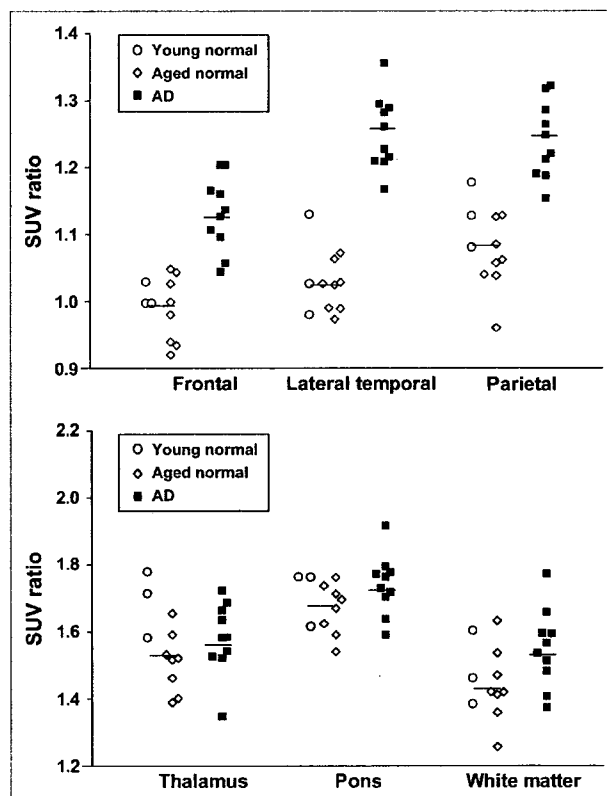 1.4
1.3
1.2
1.1
1.0
0.9
SUV ratio
Young normal
Aged normal
AD
Frontal
Lateral temporal
Parietal
2.2
2.0
1.8
1.6
1.4
1.2
SUV ratio
Young normal
Aged normal
AD
Thalamus
Pons
White matter